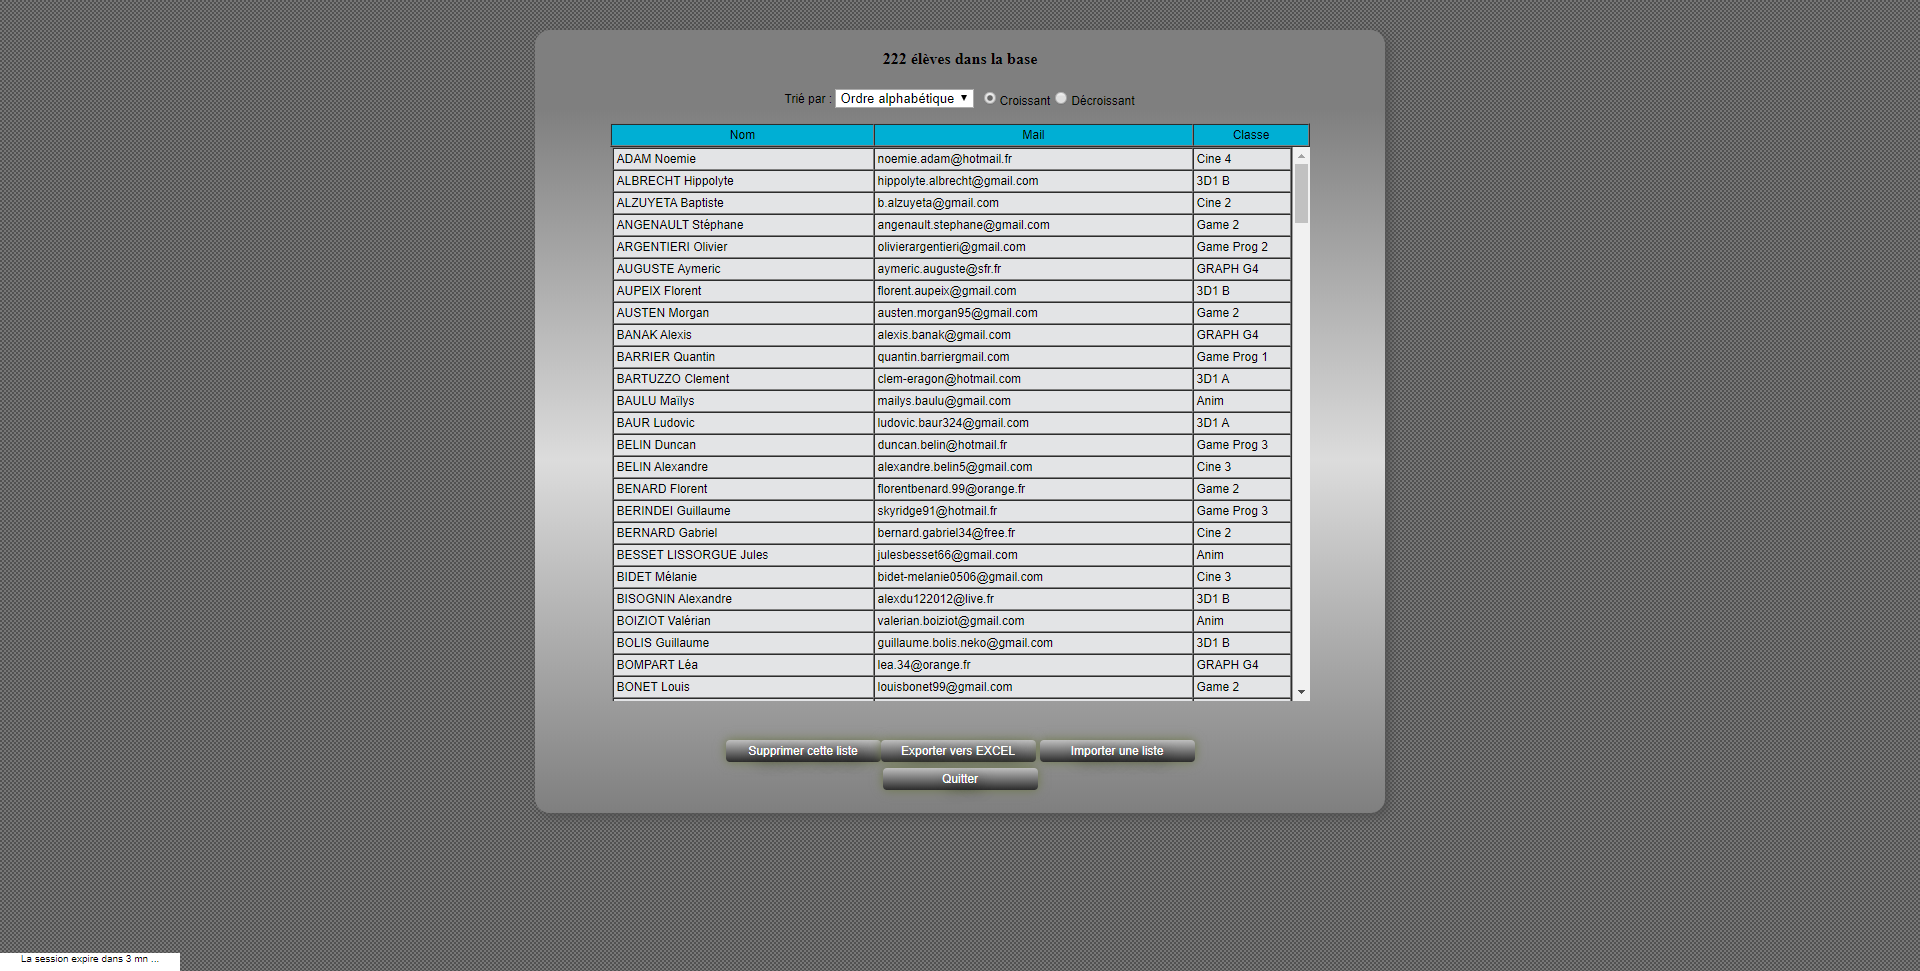 222 élèves dans la base
Trié par : Ordre alphabétique Croissant Décroissant
Nom Mail Classe
ADAM Noemie noemie.adam@hotmail.fr Cine 4
ALBRECHT Hippolyte hippolyte.albrecht@gmail.com 3D1 B
ALZUYETA Baptiste b.alzuyeta@gmail.com Cine 2
ANGENAULT Stéphane angenault.stephane@gmail.com Game 2
ARGENTIERI Olivier olivierargentieri@gmail.com Game Prog 2
AUGUSTE Aymeric aymeric.auguste@sfr.fr GRAPH G4
AUPEIX Florent florent.aupeix@gmail.com 3D1 B
AUSTEN Morgan austen.morgan95@gmail.com Game 2
BANAK Alexis alexis.banak@gmail.com GRAPH G4
BARRIER Quantin quantin.barriergmail.com Game Prog 1
BARTUZZO Clement clem-eragon@hotmail.com 3D1 A
BAULU Maïlys mailys.baulu@gmail.com Anim
BAUR Ludovic ludovic.baur324@gmail.com 3D1 A
BELIN Duncan duncan.belin@hotmail.fr Game Prog 3
BELIN Alexandre alexandre.belin5@gmail.com Cine 3
BENARD Florent florentbenard.99@orange.fr Game 2
BERINDEI Guillaume skyridge91@hotmail.fr Game Prog 3
BERNARD Gabriel bernard.gabriel34@free.fr Cine 2
BESSET LISSORGUE Jules julesbesset66@gmail.com Anim
BIDET Mélanie bidet-melanie0506@gmail.com Cine 3
BISOGNIN Alexandre alexdu122012@live.fr 3D1 B
BOIZIOT Valérian valerian.boiziot@gmail.com Anim
BOLIS Guillaume guillaume.bolis.neko@gmail.com 3D1 B
BOMPART Léa lea.34@orange.fr GRAPH G4
BONET Louis louisbonet99@gmail.com Game 2
Supprimer cette liste Exporter vers EXCEL Importer une liste
Quitter
La session expire dans 3 mn ...